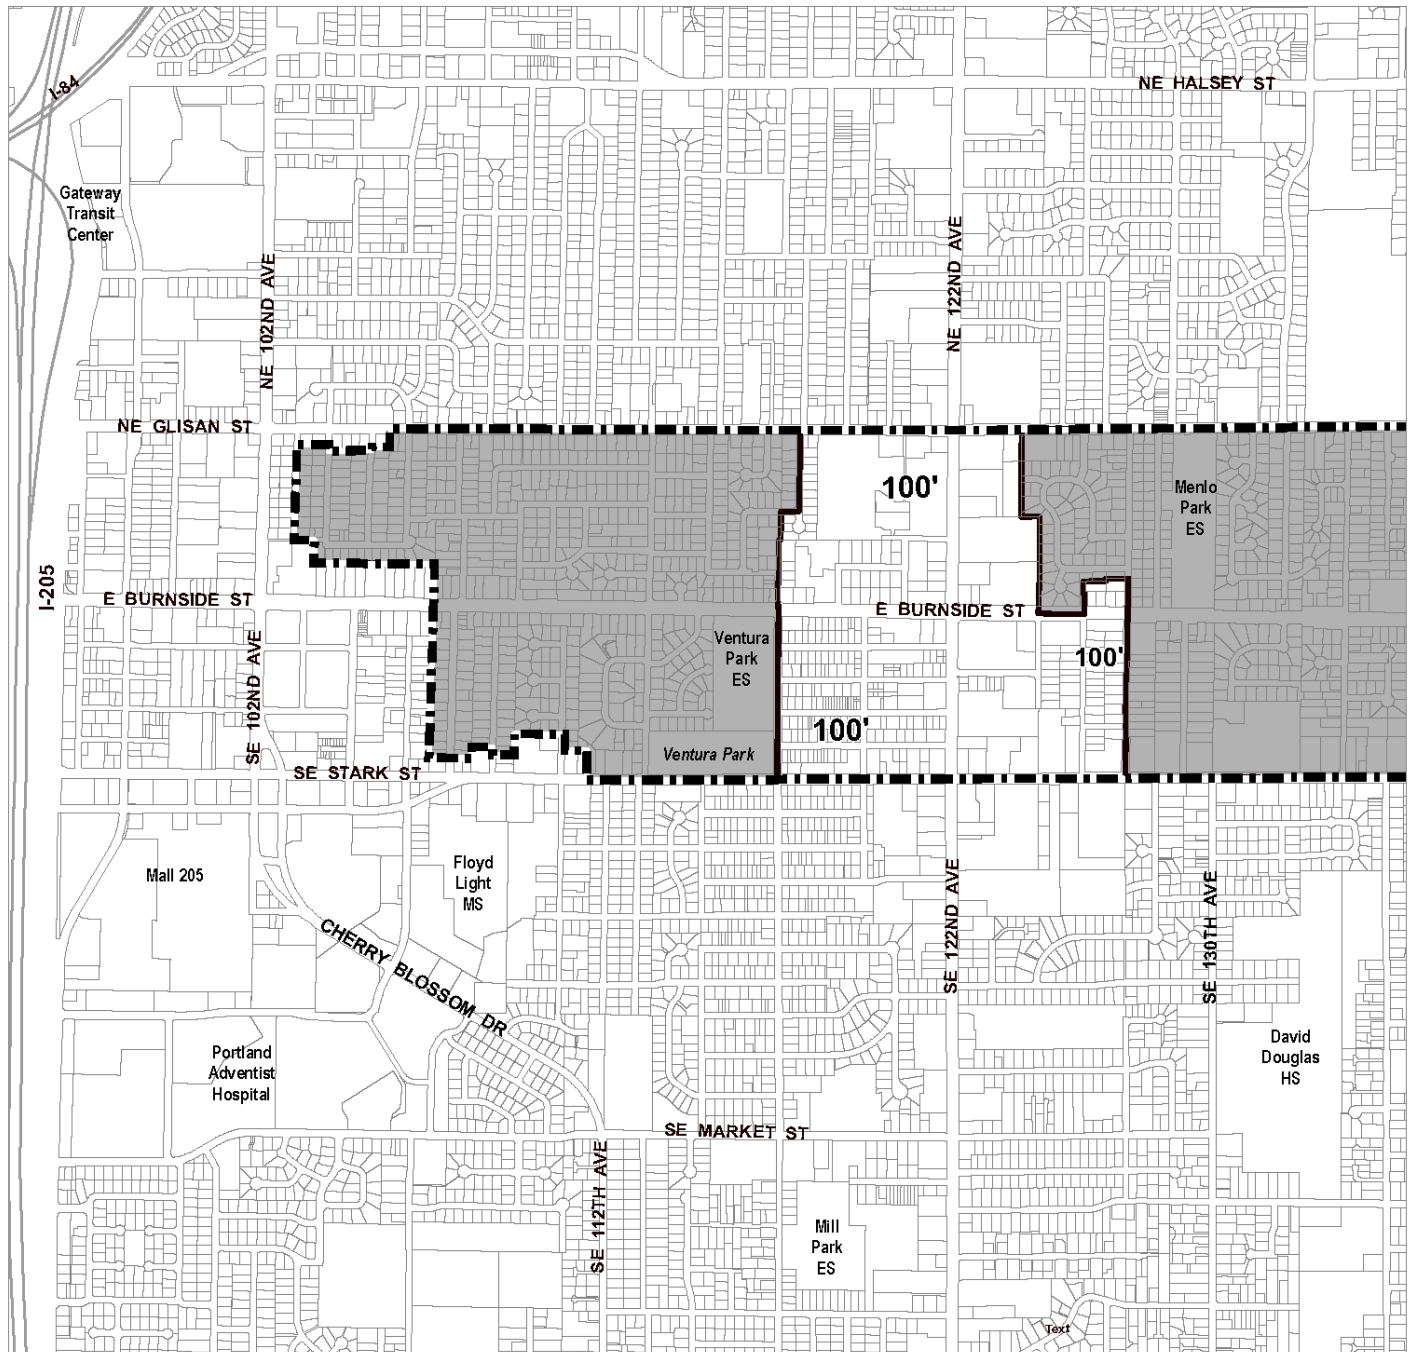 NE HALSEY ST
I-84
Gateway
Transit
Center
NE 102ND AVE
NE 122ND AVE
NE GLISAN ST
100'
Menlo
Park
ES
I-205
E BURNSIDE ST
E BURNSIDE ST
SE 102ND AVE
Ventura
Park
ES
100'
100'
Ventura Park
SE STARK ST
Mall 205
Floyd
Light
MS
SE 122ND AVE
SE 130TH AVE
CHERRY BLOSSOM DR
Portland
Adventist
Hospital
David
Douglas
HS
SE MARKET ST
SE 112TH AVE
Mill
Park
ES
Text